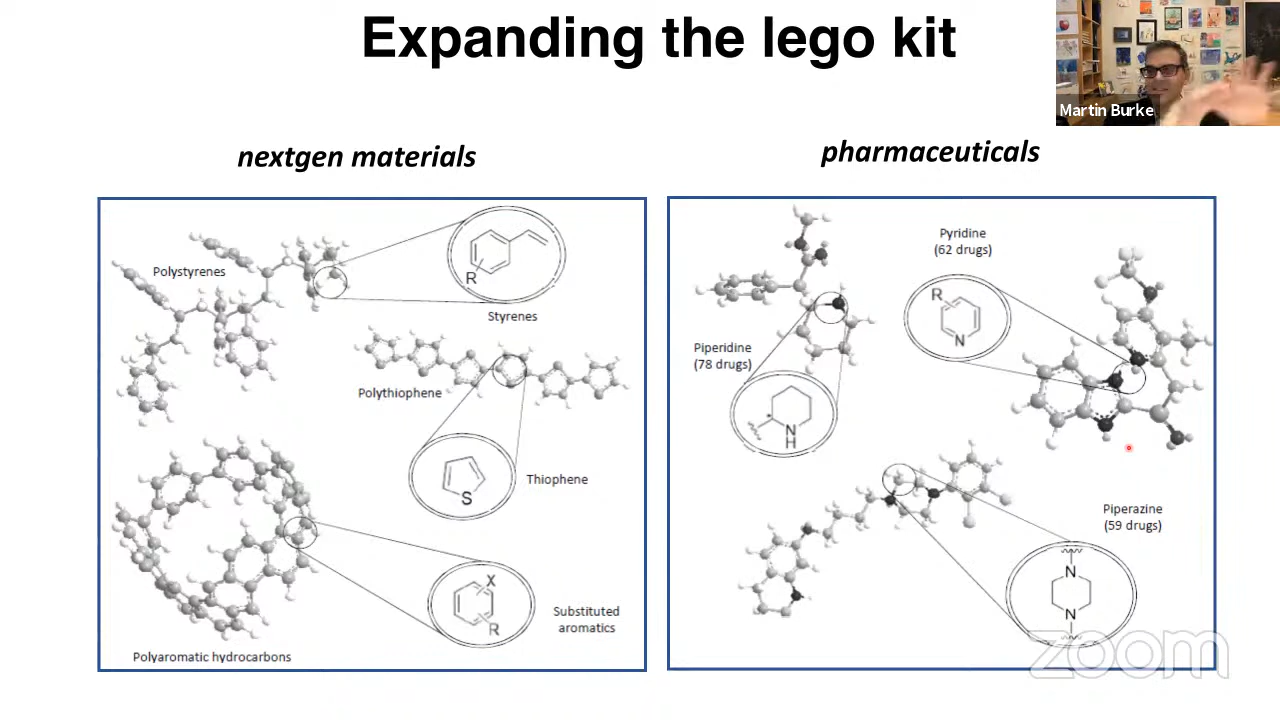 Expanding the lego kit
Martin Burke
nextgen materials
pharmaceuticals
Polystyrenes
R
Styrenes
Polythiophene
S
Thiophene
X
R
Substituted
aromatics
Polyaromatic hydrocarbons
Pyridine
(62 drugs)
R
N
Piperidine
(78 drugs)
N
H
Piperazine
(59 drugs)
N
N
zoom